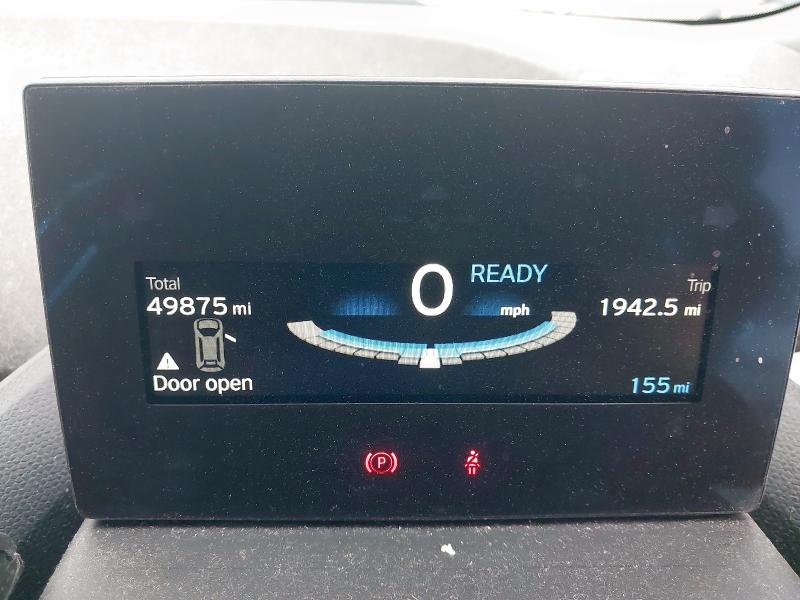 Total
49875 mi
0 mph
READY
Trip
1942.5 mi
Door open
155 mi
P